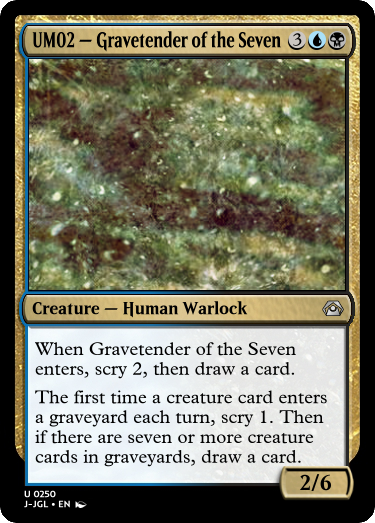 UM02 — Gravetender of the Seven 3
Creature — Human Warlock
When Gravetender of the Seven
enters, scry 2, then draw a card.
The first time a creature card enters
a graveyard each turn, scry 1. Then
if there are seven or more creature
cards in graveyards, draw a card.
2/6
U 0250
J-JGL • EN